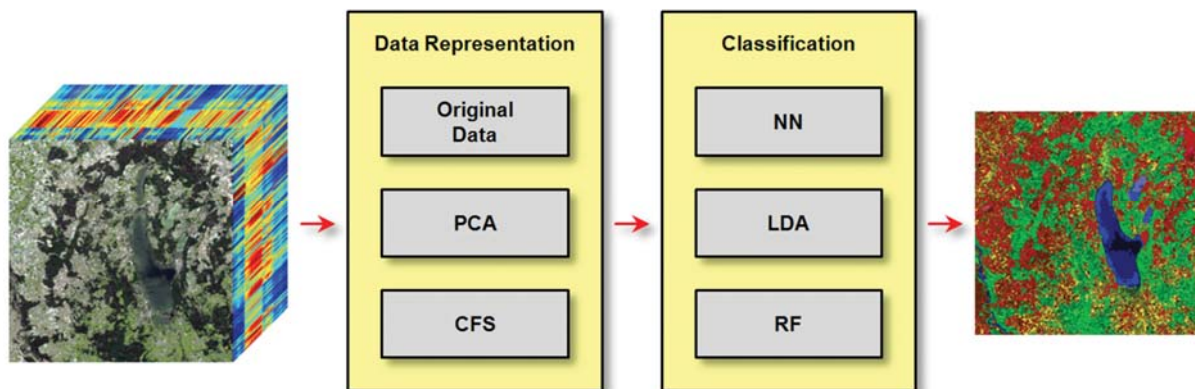 Data Representation
Original
Data
PCA
CFS
Classification
NN
LDA
RF